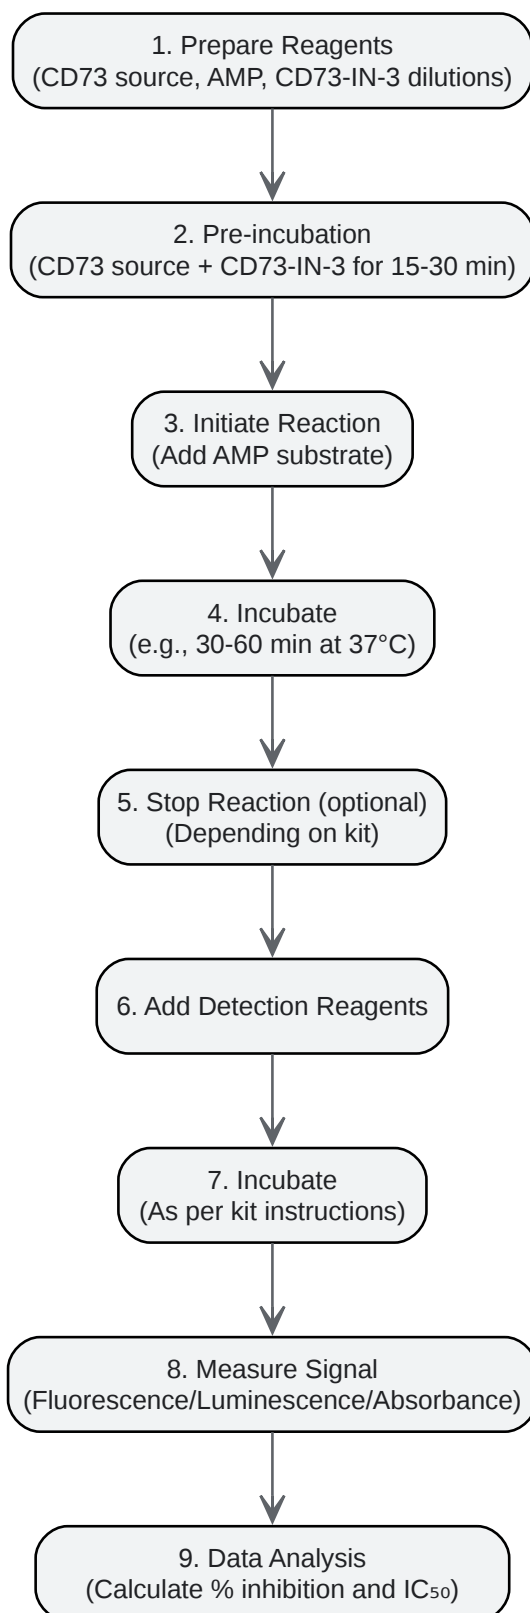 1. Prepare Reagents
(CD73 source, AMP, CD73-IN-3 dilutions)
2. Pre-incubation
(CD73 source + CD73-IN-3 for 15-30 min)
3. Initiate Reaction
(Add AMP substrate)
4. Incubate
(e.g., 30-60 min at 37°C)
5. Stop Reaction (optional)
(Depending on kit)
6. Add Detection Reagents
7. Incubate
(As per kit instructions)
8. Measure Signal
(Fluorescence/Luminescence/Absorbance)
9. Data Analysis
(Calculate % inhibition and IC₅₀)